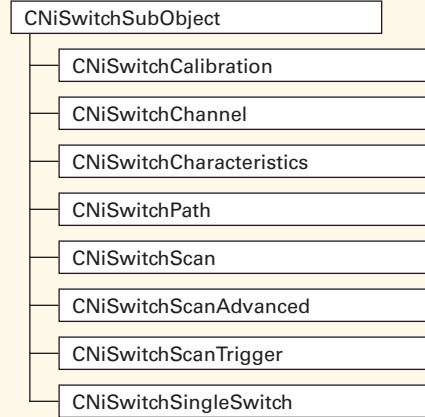 CNiSwitchSubObject
CNiSwitchCalibration
CNiSwitchChannel
CNiSwitchCharacteristics
CNiSwitchPath
CNiSwitchScan
CNiSwitchScanAdvanced
CNiSwitchScanTrigger
CNiSwitchSingleSwitch